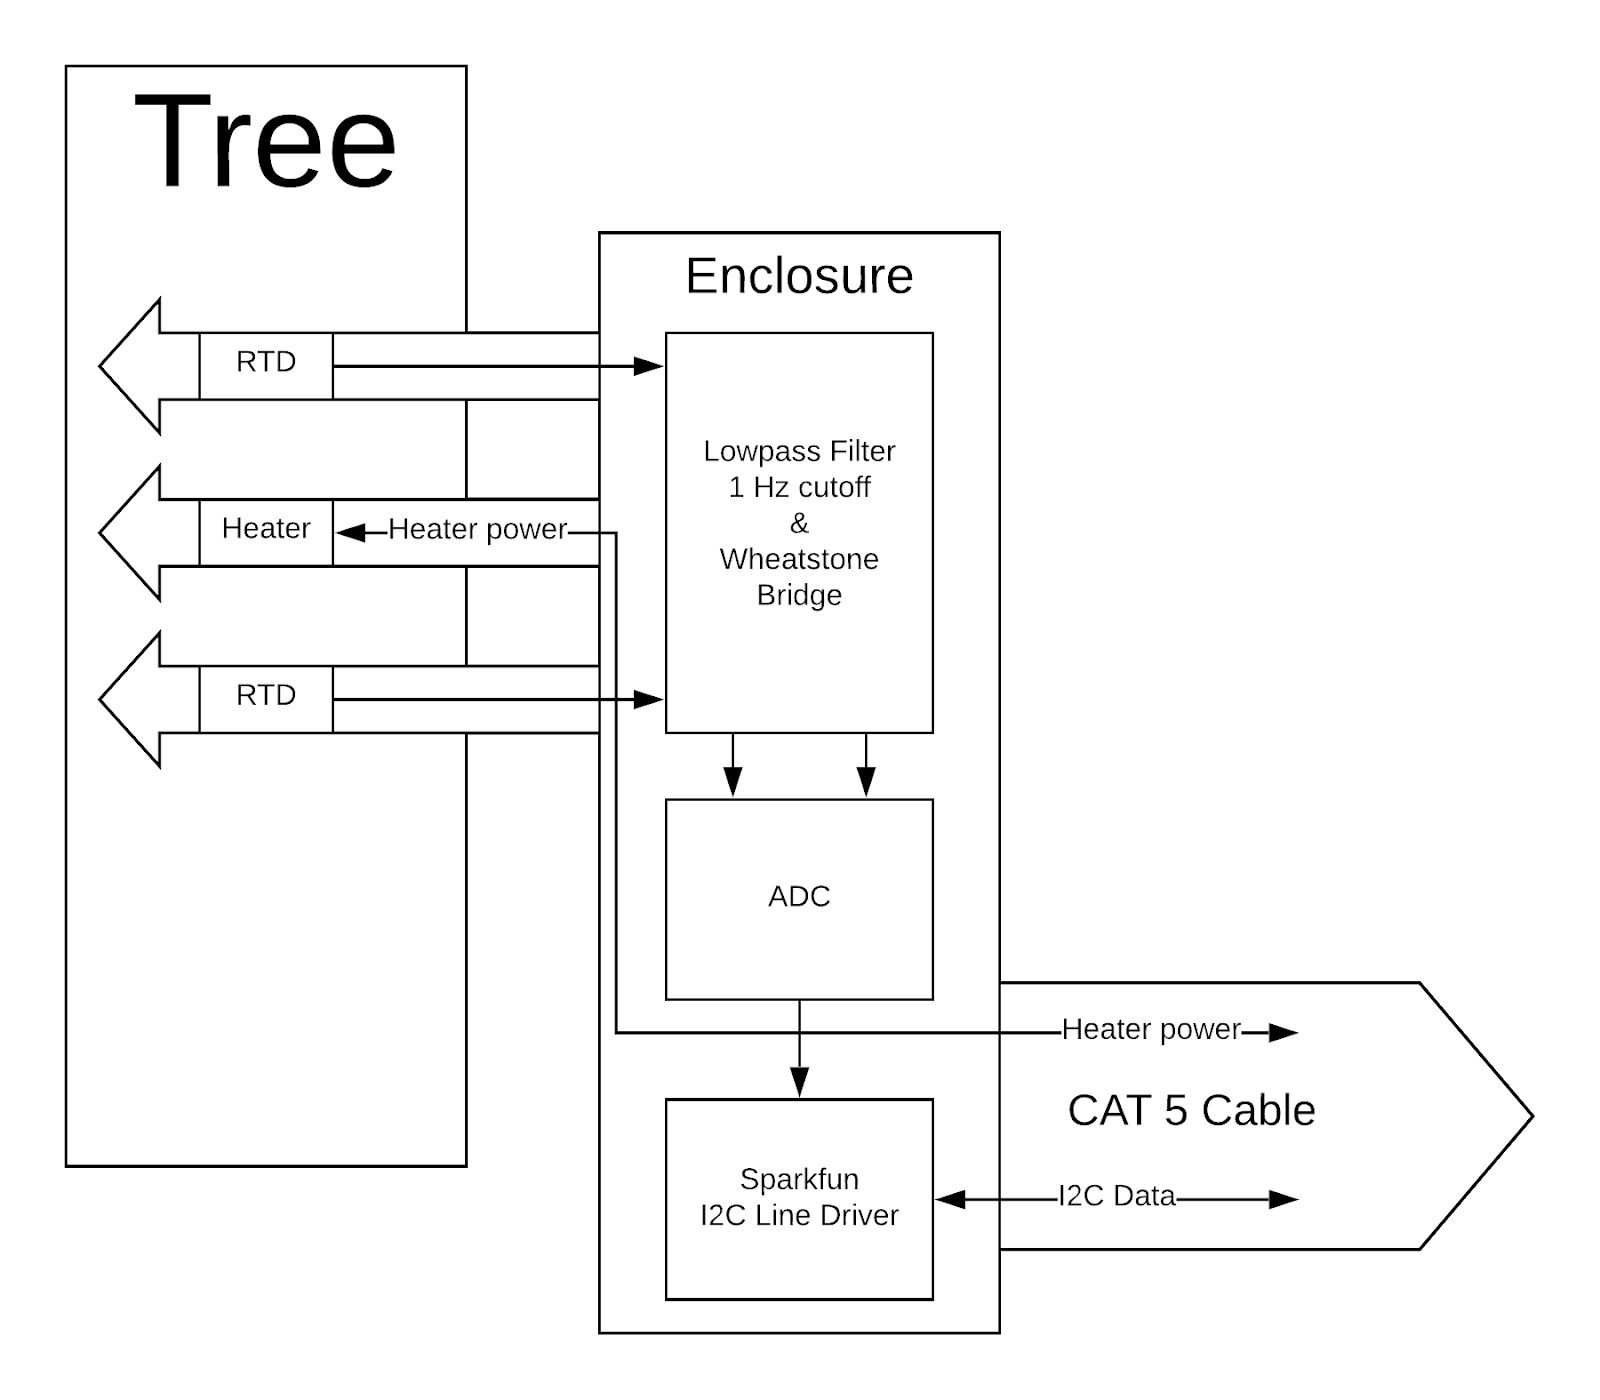 Tree
Enclosure
RTD
Lowpass Filter
1 Hz cutoff
&
Wheatstone
Bridge
Heater
Heater power
RTD
ADC
Heater power
CAT 5 Cable
Sparkfun
I2C Line Driver
I2C Data